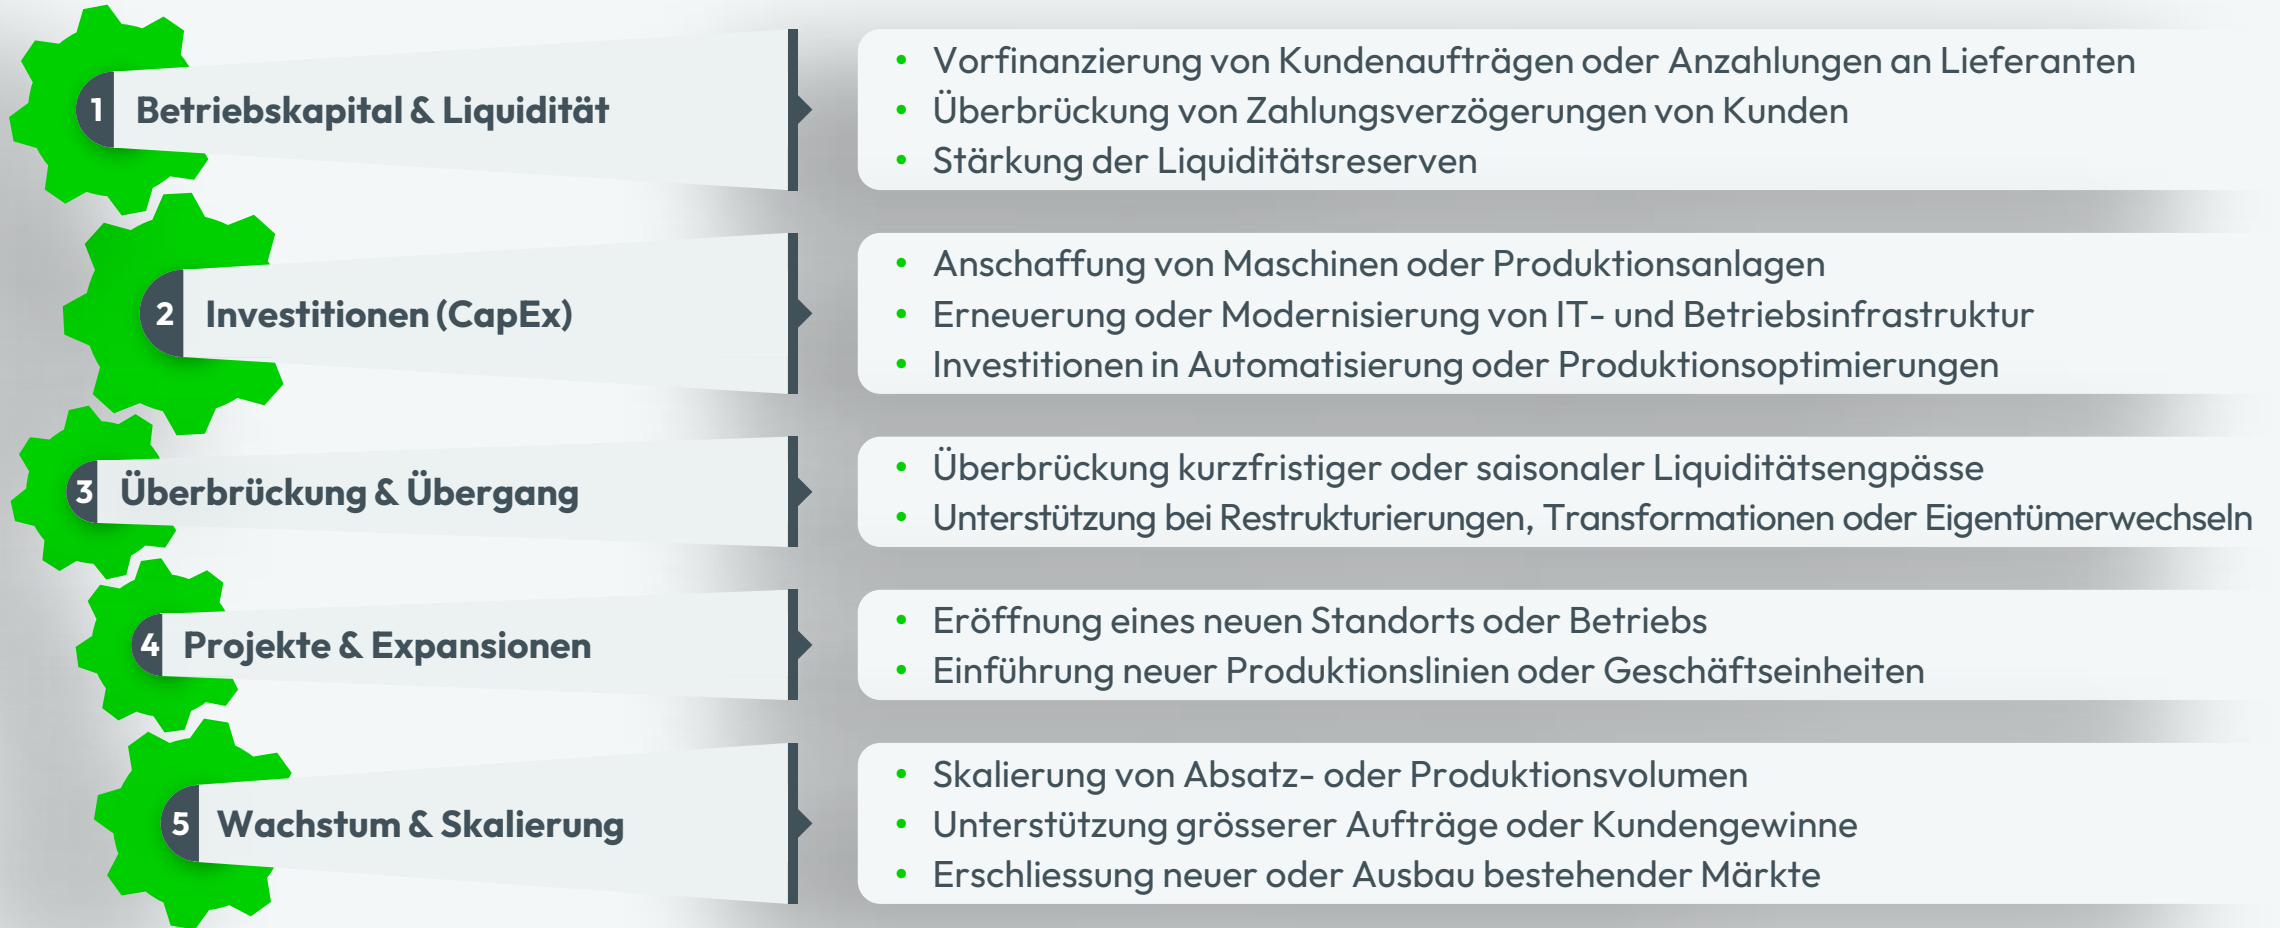 1 Betriebskapital & Liquidität
• Vorfinanzierung von Kundenaufträgen oder Anzahlungen an Lieferanten
• Überbrückung von Zahlungsverzögerungen von Kunden
• Stärkung der Liquiditätsreserven
2 Investitionen (CapEx)
• Anschaffung von Maschinen oder Produktionsanlagen
• Erneuerung oder Modernisierung von IT- und Betriebsinfrastruktur
• Investitionen in Automatisierung oder Produktionsoptimierungen
3 Überbrückung & Übergang
• Überbrückung kurzfristiger oder saisonaler Liquiditätsengpässe
• Unterstützung bei Restrukturierungen, Transformationen oder Eigentümerwechseln
4 Projekte & Expansionen
• Eröffnung eines neuen Standorts oder Betriebs
• Einführung neuer Produktionslinien oder Geschäftseinheiten
5 Wachstum & Skalierung
• Skalierung von Absatz- oder Produktionsvolumen
• Unterstützung grösserer Aufträge oder Kundengewinne
• Erschliessung neuer oder Ausbau bestehender Märkte